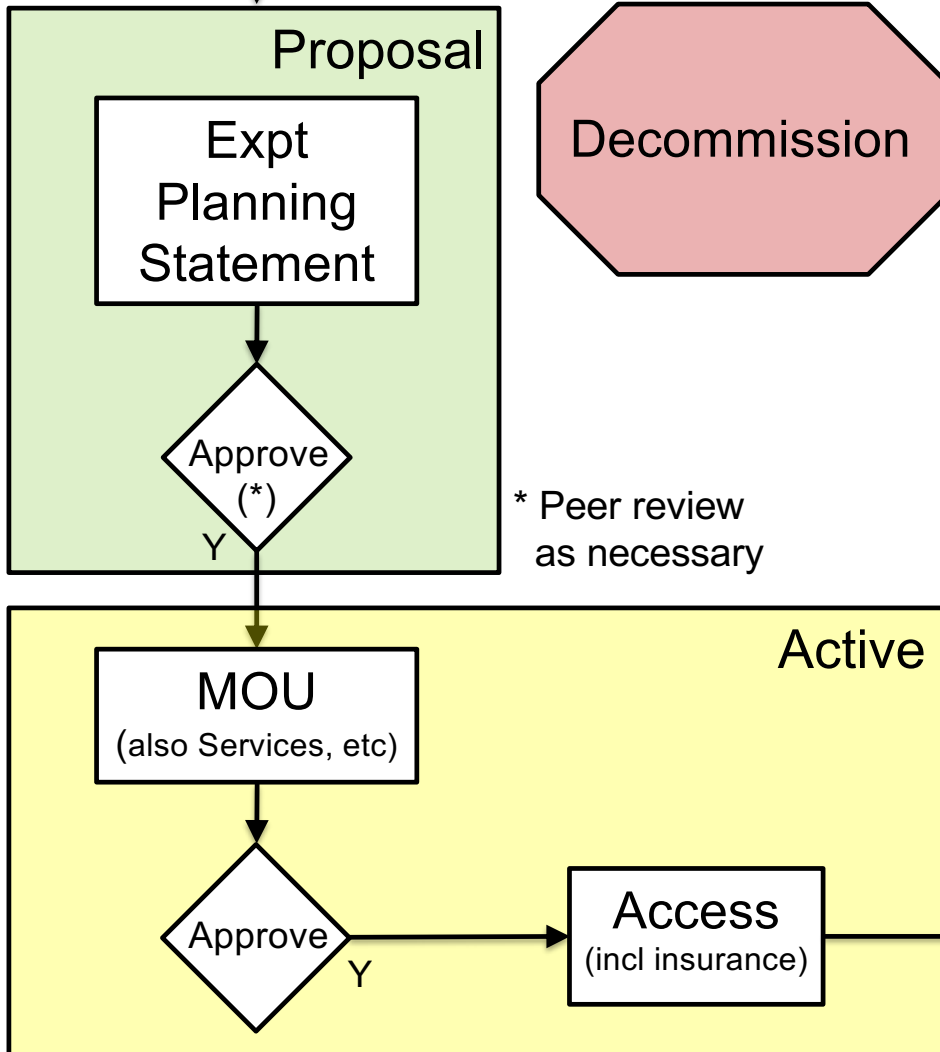 Proposal
Expt
Planning
Statement
Approve
(*)
Y
Decommission
* Peer review
as necessary
Active
MOU
(also Services, etc)
Approve
Y
Access
(incl insurance)